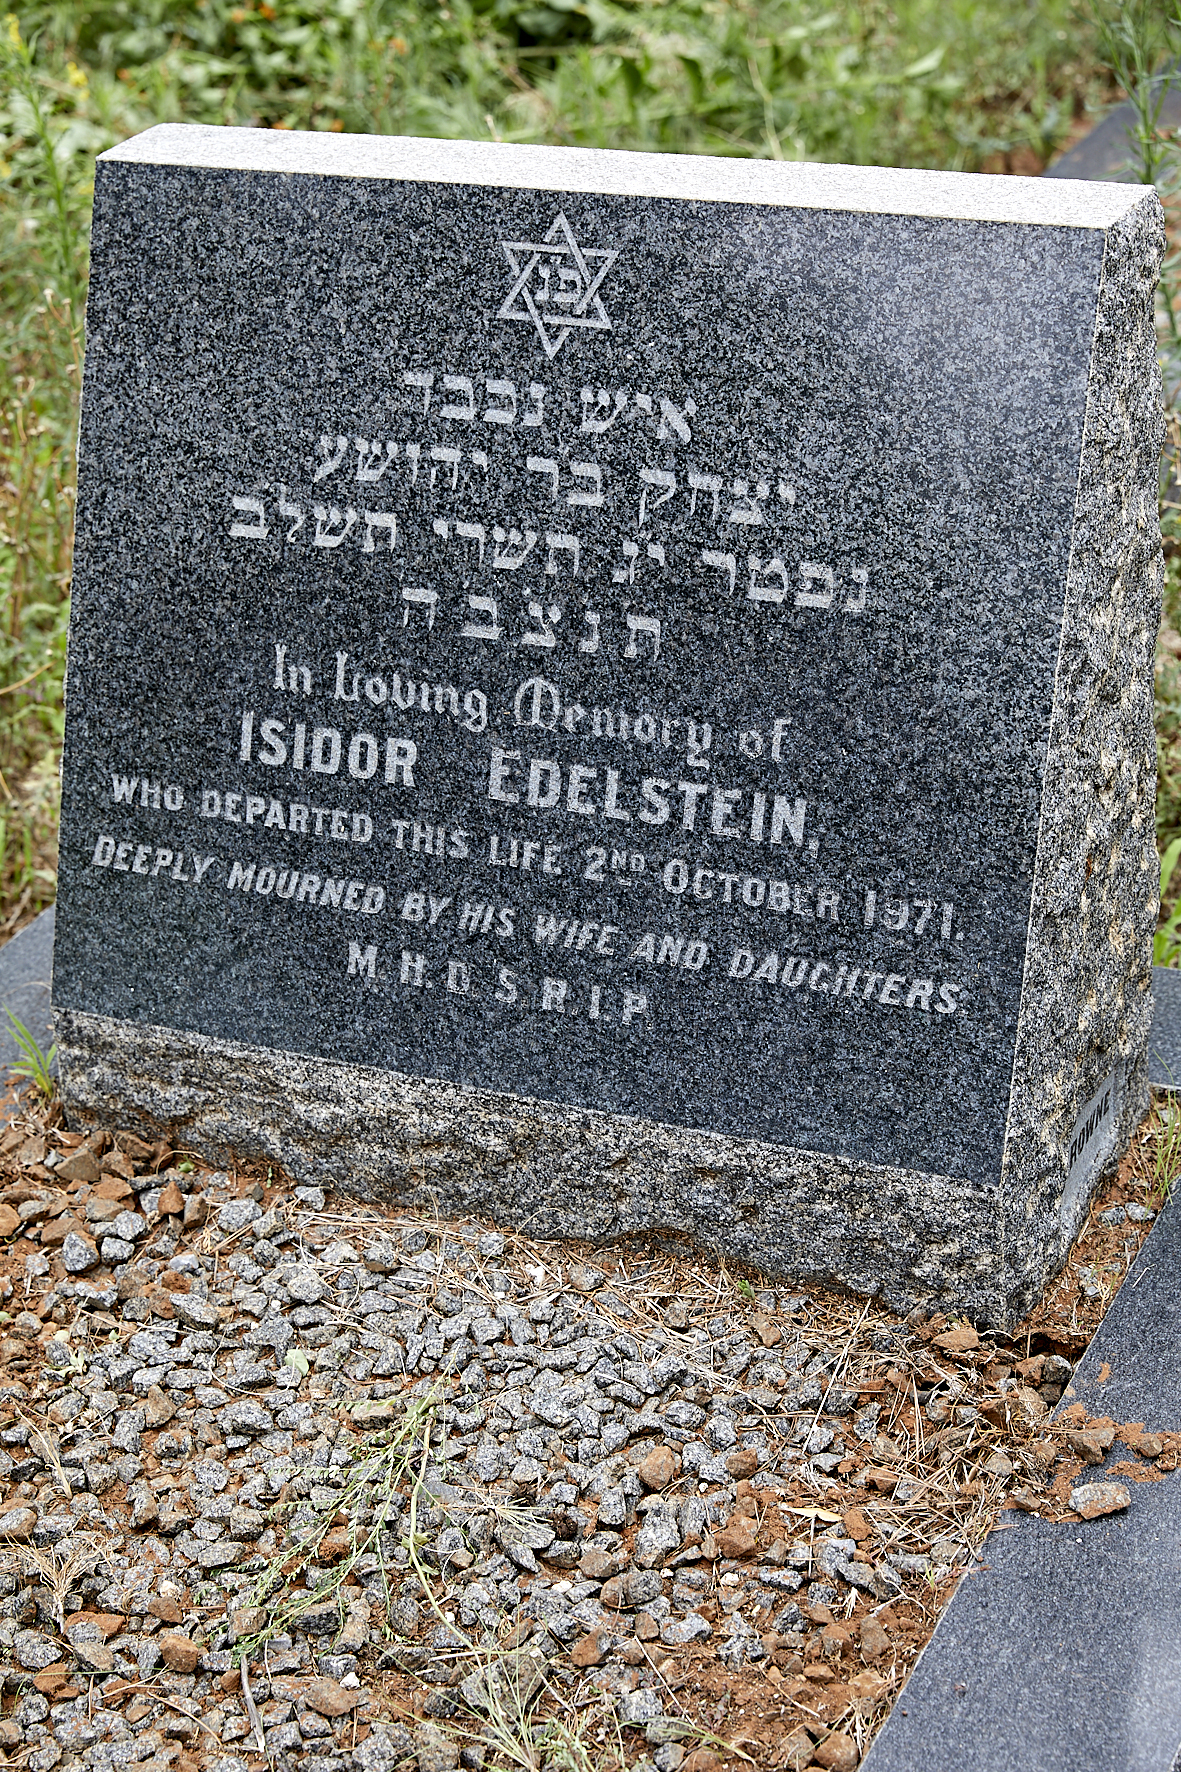 פנ
איש נכבד
יצחק בר יהושע
נפטר יג תשרי תשלב
ת נ צ ב ה
In Loving Memory of
ISIDOR EDELSTEIN,
WHO DEPARTED THIS LIFE 2ND OCTOBER 1971.
DEEPLY MOURNED BY HIS WIFE AND DAUGHTERS.
M.H.D.S.R.I.P